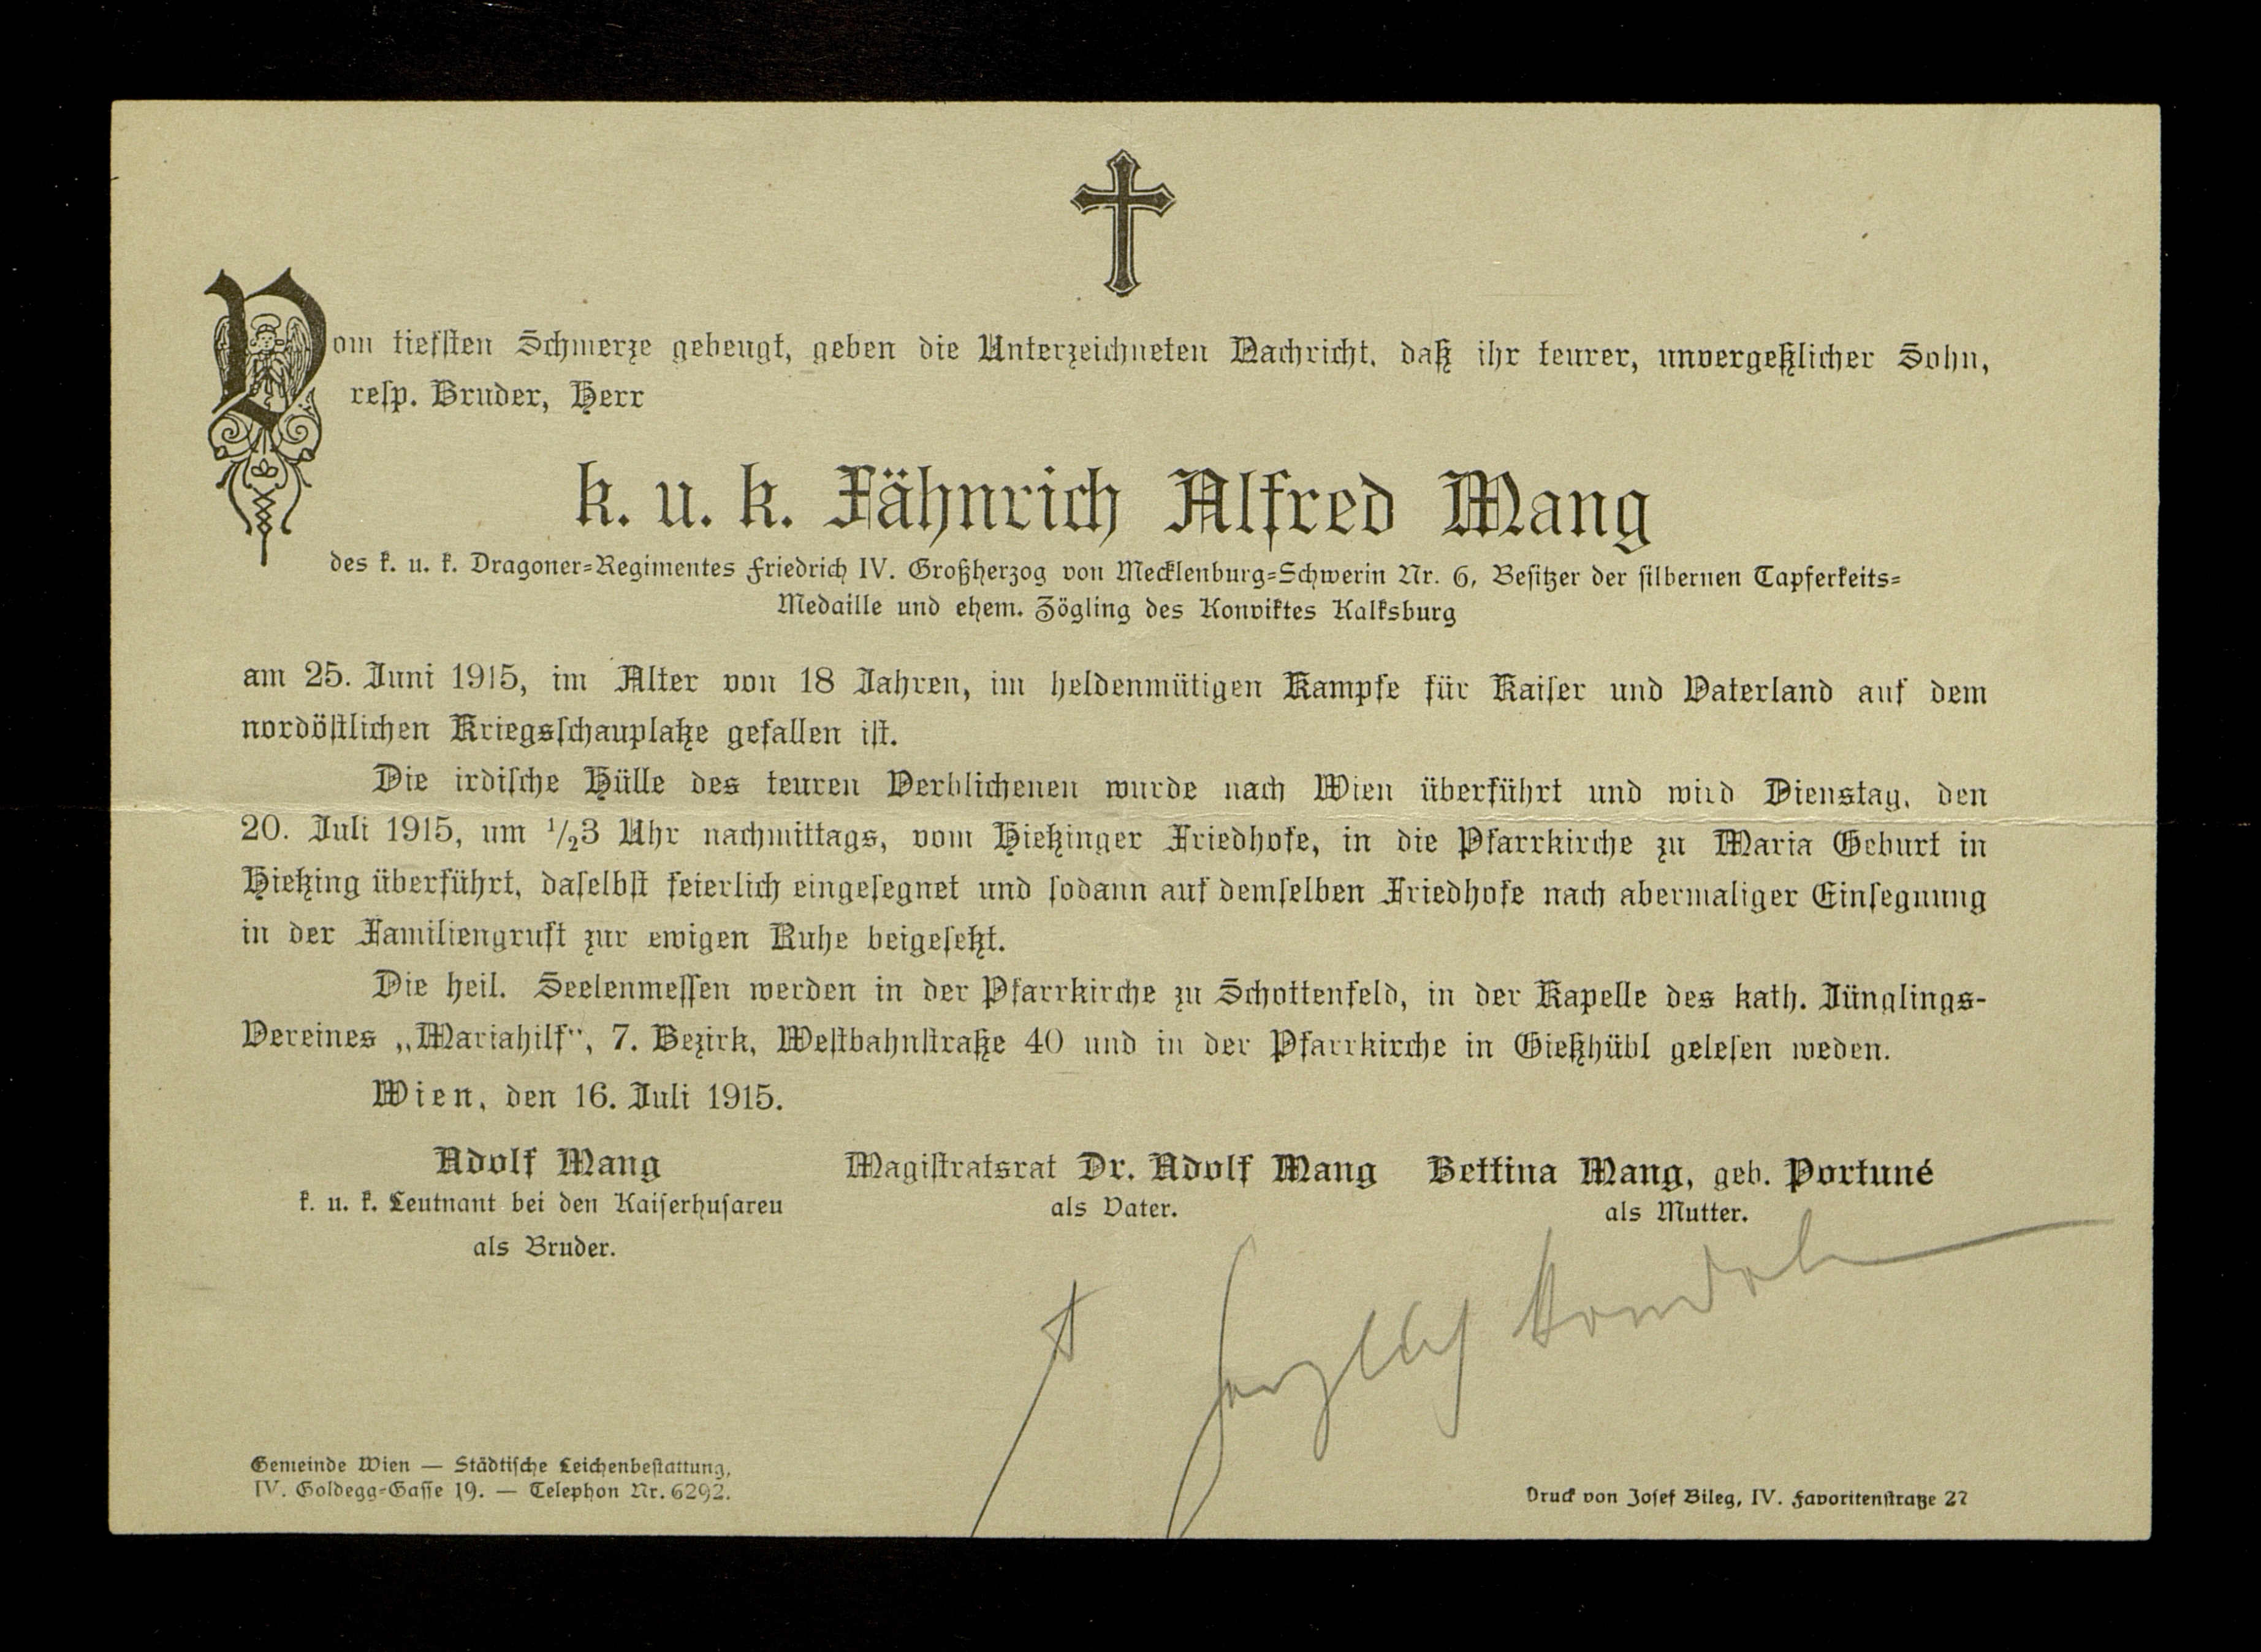 Vom tiefsten Schmerze gebeugt, geben die Unterzeichneten Nachricht, daß ihr teurer, unvergeßlicher Sohn,
resp. Bruder, Herr
k. u. k. Fähnrich Alfred Mang
des k. u. k. Dragoner-Regimentes Friedrich IV. Großherzog von Mecklenburg-Schwerin Nr. 6, Besitzer der silbernen Tapferkeits-
Medaille und ehem. Zögling des Konviktes Kalksburg
am 25. Juni 1915, im Alter von 18 Jahren, im heldenmütigen Kampfe für Kaiser und Vaterland auf dem
nordöstlichen Kriegsschauplatze gefallen ist.
Die irdische Hülle des teuren Verblichenen wurde nach Wien überführt und wird Dienstag, den
20. Juli 1915, um 1/23 Uhr nachmittags, vom Hietzinger Friedhofe, in die Pfarrkirche zu Maria Geburt in
Hietzing überführt, daselbst feierlich eingesegnet und sodann auf demselben Friedhofe nach abermaliger Einsegnung
in der Familiengruft zur ewigen Ruhe beigesetzt.
Die heil. Seelenmessen werden in der Pfarrkirche zu Schottenfeld, in der Kapelle des kath. Jünglings-
Vereines „Mariahilf“, 7. Bezirk, Westbahnstraße 40 und in der Pfarrkirche in Gießhübl gelesen weden.
Wien, den 16. Juli 1915.
Adolf Mang Magistratsrat Dr. Adolf Mang Bettina Mang, geb. Portuné
k. u. k. Leutnant bei den Kaiserhusareu als Vater. als Mutter.
als Bruder.
Gemeinde Wien — Städtische Leichenbestattung,
IV. Goldegg-Gasse 19. — Telephon Nr. 6292.
Druck von Josef Bileg, IV. Favoritenstraße 27